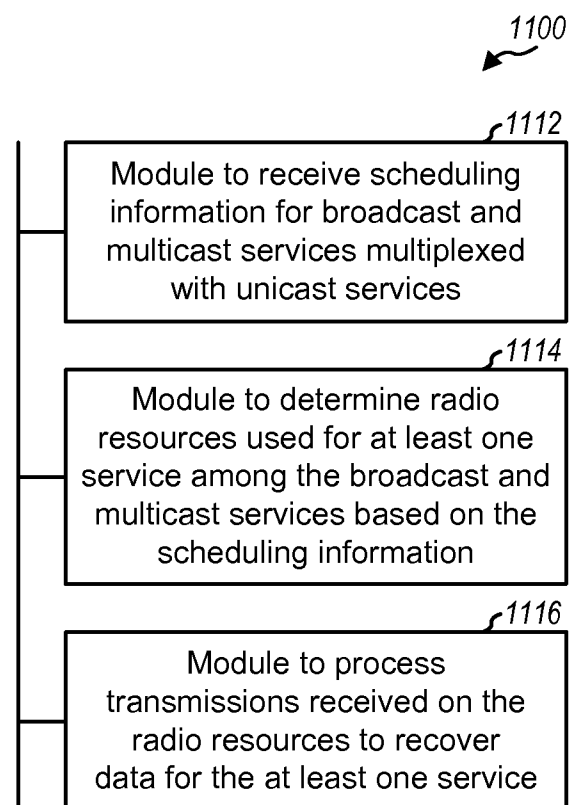 1100
1112
Module to receive scheduling
information for broadcast and
multicast services multiplexed
with unicast services
1114
Module to determine radio
resources used for at least one
service among the broadcast and
multicast services based on the
scheduling information
1116
Module to process
transmissions received on the
radio resources to recover
data for the at least one service